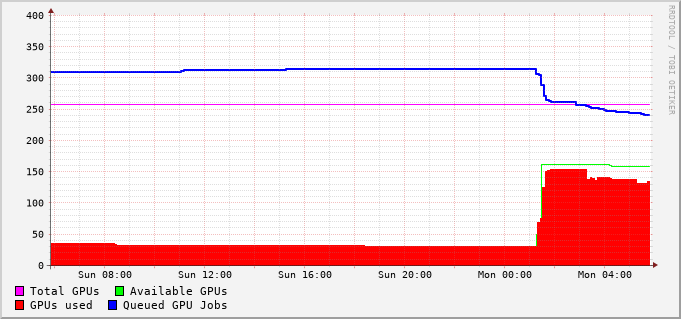 RRDTOOL / TOBI OETIKER
400
350
300
250
200
150
100
50
0
Sun 08:00 Sun 12:00 Sun 16:00 Sun 20:00 Mon 00:00 Mon 04:00
Total GPUs Available GPUs
GPUs used Queued GPU Jobs